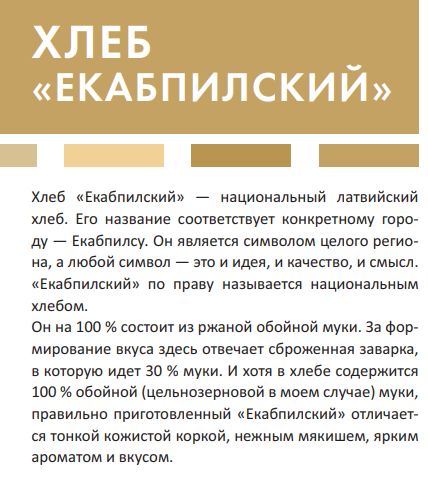 ХЛЕБ
«ЕКАБПИЛСКИЙ»
Хлеб «Екабпилский» — национальный латвийский
хлеб. Его название соответствует конкретному горо-
ду — Екабпилсу. Он является символом целого регио-
на, а любой символ — это и идея, и качество, и смысл.
«Екабпилский» по праву называется национальным
хлебом.
Он на 100 % состоит из ржаной обойной муки. За фор-
мирование вкуса здесь отвечает сброженная заварка,
в которую идет 30 % муки. И хотя в хлебе содержится
100 % обойной (цельнозерновой в моем случае) муки,
правильно приготовленный «Екабпилский» отличает-
ся тонкой кожистой коркой, нежным мякишем, ярким
ароматом и вкусом.